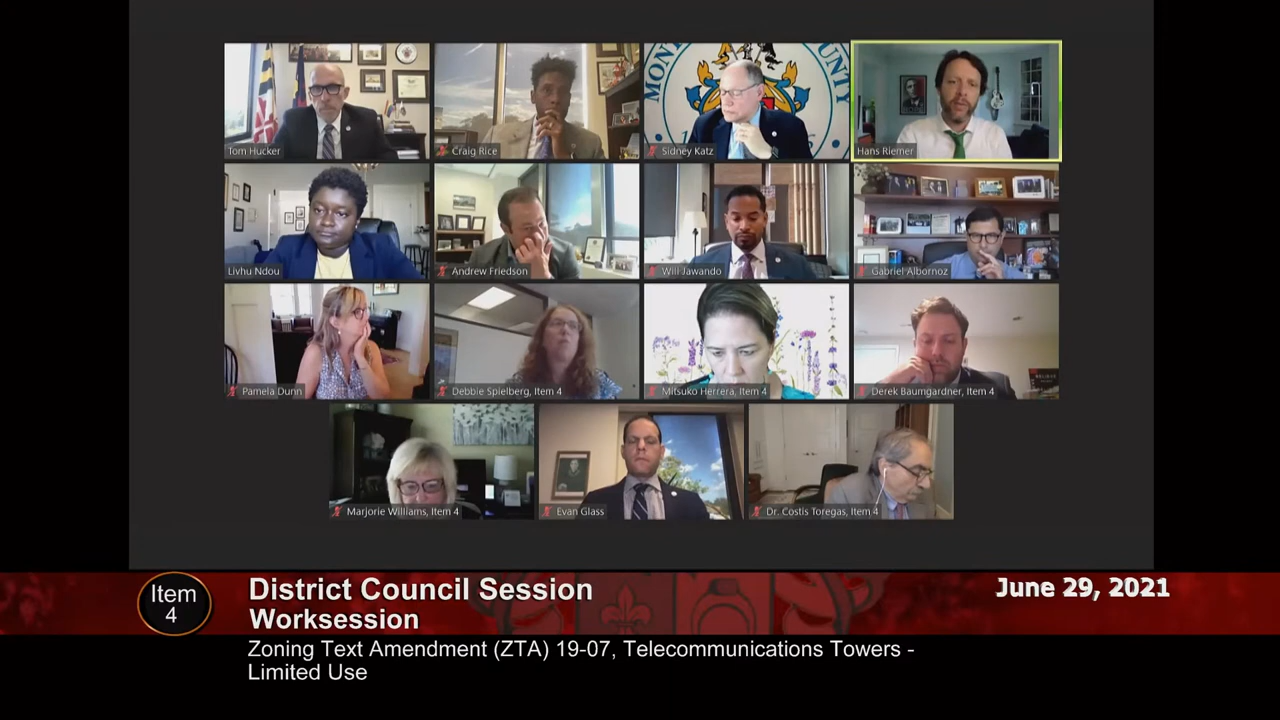 MON
UNTY
Tom Hucker
Craig Rice
Sidney Katz
Hans Riemer
Livhu Ndou
Andrew Friedson
Will Jawando
Gabriel Albornoz
Pamela Dunn
Debbie Spielberg, Item 4
Mitsuko Herrera, Item 4
Derek Baumgardner, Item 4
Marjorie Williams, Item 4
Evan Glass
Dr. Costis Toregas, Item 4
Item
4
District Council Session
Worksession
June 29, 2021
Zoning Text Amendment (ZTA) 19-07, Telecommunications Towers -
Limited Use